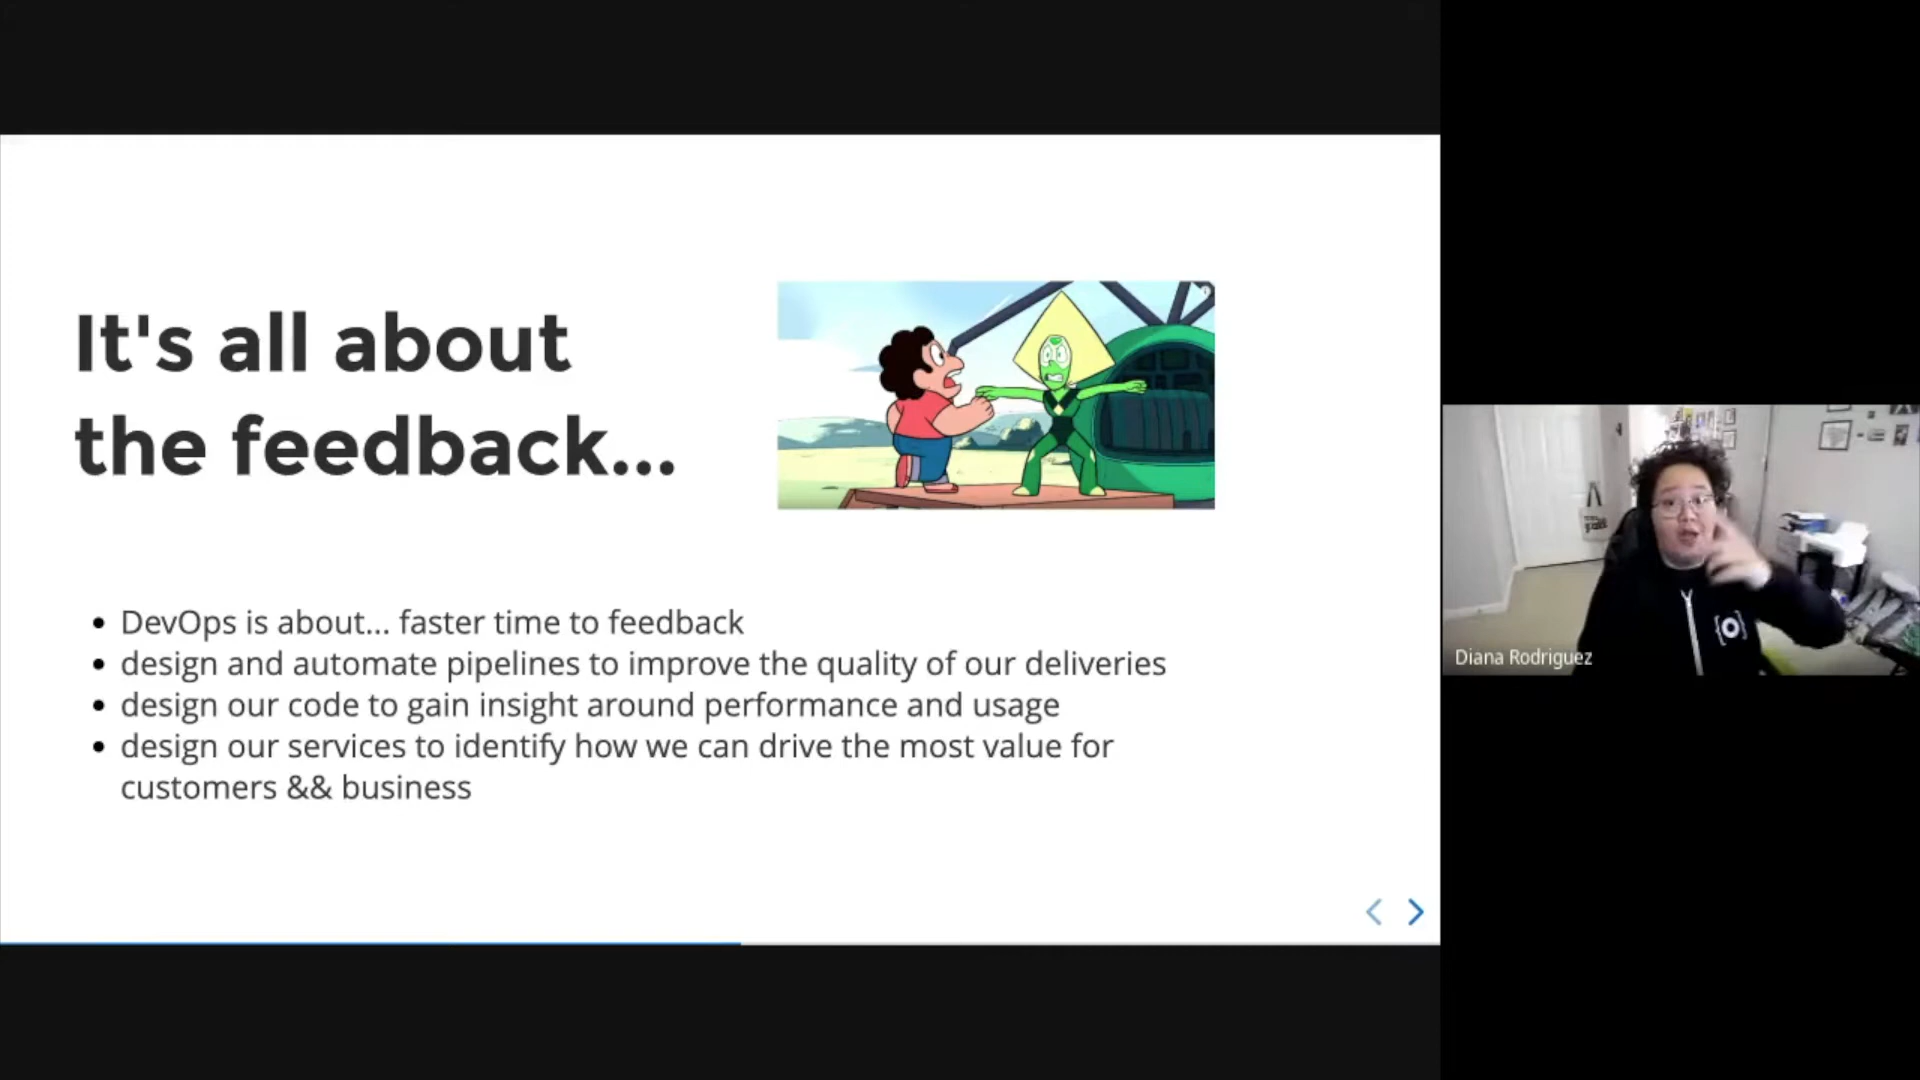 It's all about
the feedback...
DevOps is about... faster time to feedback
design and automate pipelines to improve the quality of our deliveries
design our code to gain insight around performance and usage
design our services to identify how we can drive the most value for
customers && business
Diana Rodriguez